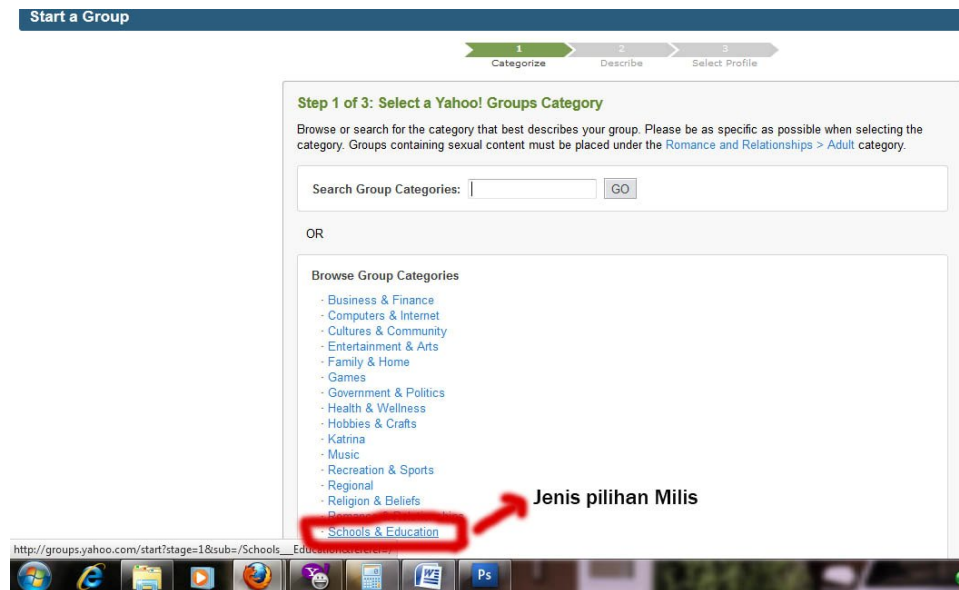 Start a Group
1 2 3
Categorize Describe Select Profile
Step 1 of 3: Select a Yahoo! Groups Category
Browse or search for the category that best describes your group. Please be as specific as possible when selecting the
category. Groups containing sexual content must be placed under the Romance and Relationships > Adult category.
Search Group Categories: GO
OR
Browse Group Categories
· Business & Finance
· Computers & Internet
· Cultures & Community
· Entertainment & Arts
· Family & Home
· Games
· Government & Politics
· Health & Wellness
· Hobbies & Crafts
· Katrina
· Music
· Recreation & Sports
· Regional
· Religion & Beliefs
Jenis pilihan Milis
· Schools & Education
http://groups.yahoo.com/start?stage=1&sub=/Schools__Education
Ps